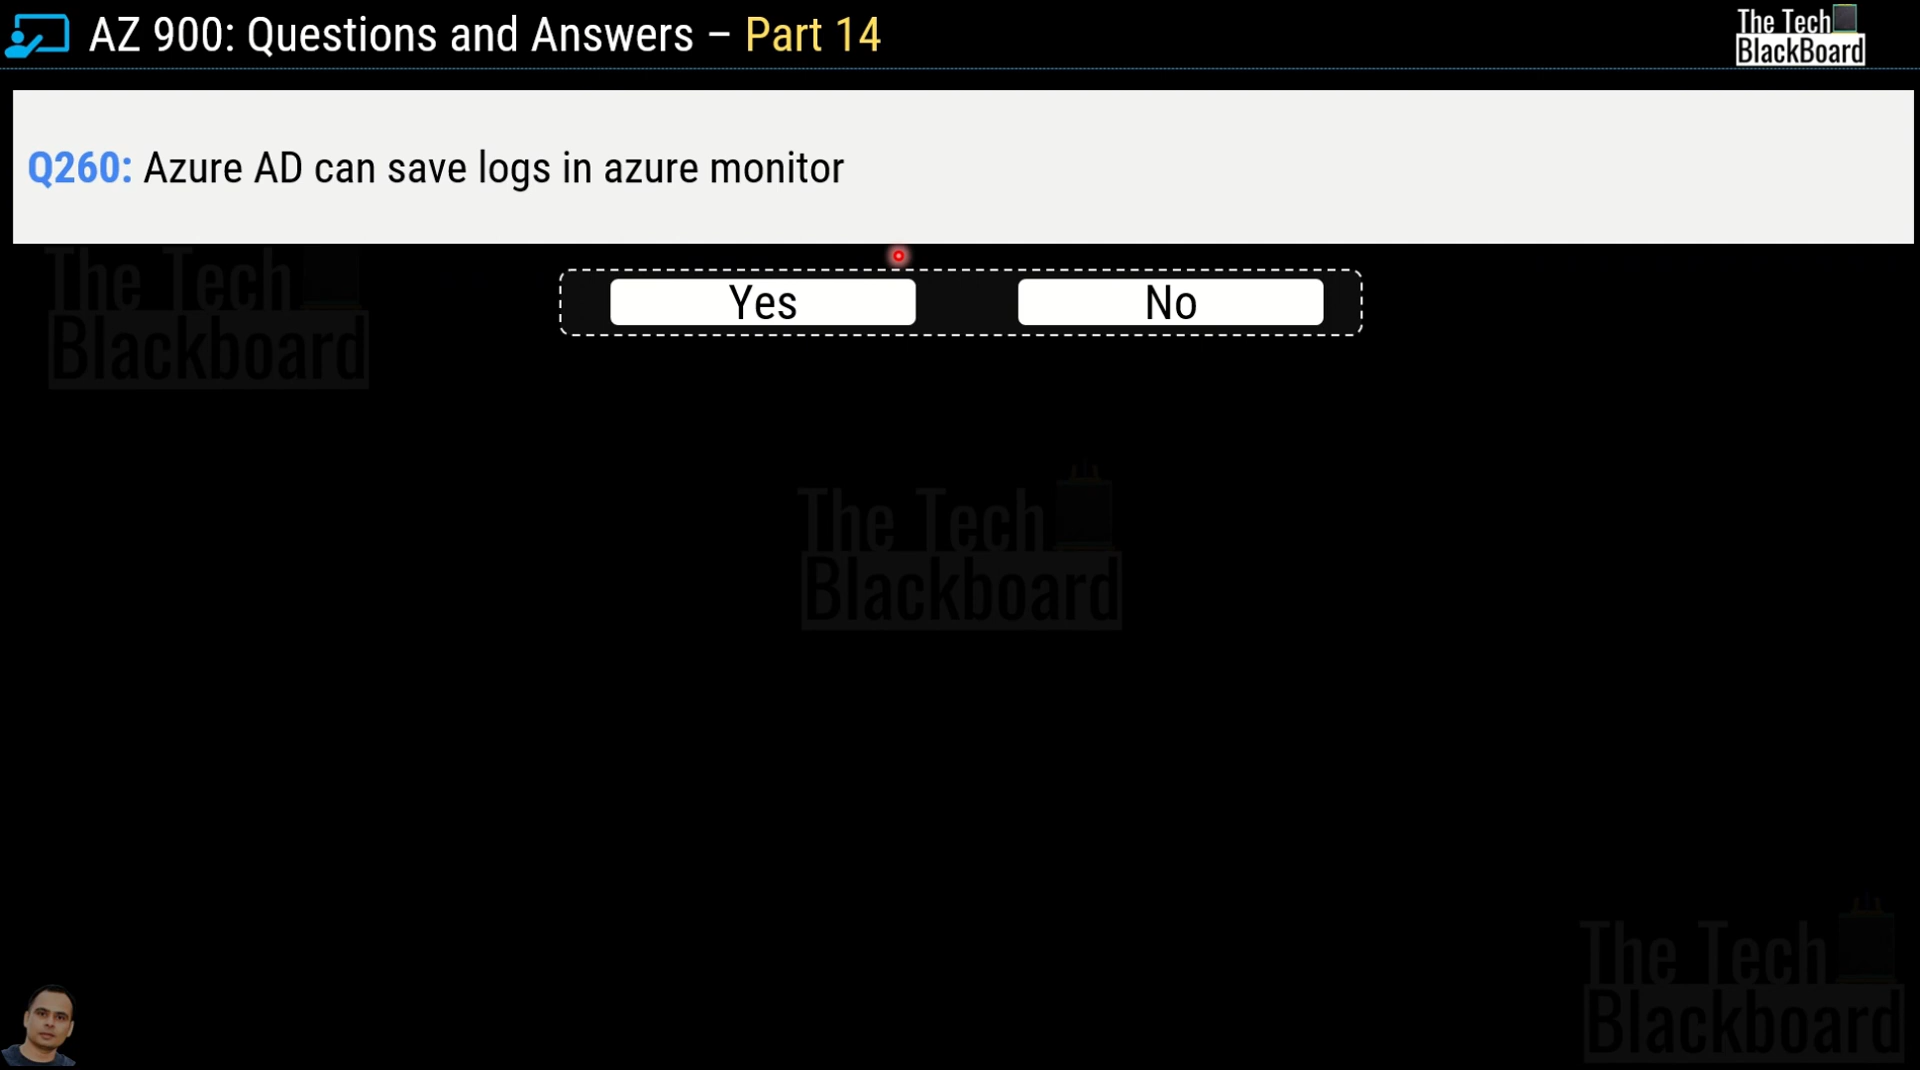 AZ 900: Questions and Answers – Part 14
The Tech
BlackBoard
Q260: Azure AD can save logs in azure monitor
The Tech
Blackboard
Yes
No
The Tech
Blackboard
The Tech
Blackboard